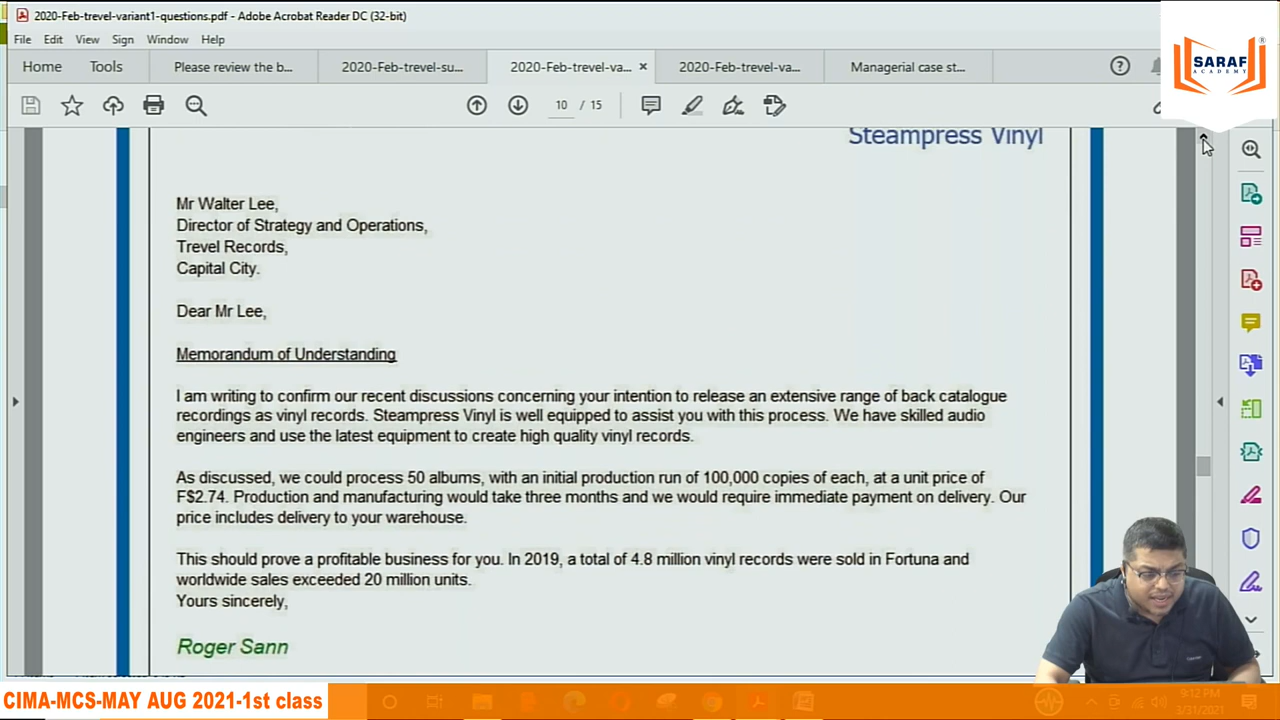 2020-Feb-trevel-variant1-questions.pdf - Adobe Acrobat Reader DC (32-bit)
File Edit View Sign Window Help
Home Tools Please review the b... 2020-Feb-trevel-su... 2020-Feb-trevel-va... × 2020-Feb-trevel-va... Managerial case st...
10 / 15
SARAF
ACADEMY
Steampress Vinyl
Mr Walter Lee,
Director of Strategy and Operations,
Trevel Records,
Capital City.
Dear Mr Lee,
Memorandum of Understanding
I am writing to confirm our recent discussions concerning your intention to release an extensive range of back catalogue
recordings as vinyl records. Steampress Vinyl is well equipped to assist you with this process. We have skilled audio
engineers and use the latest equipment to create high quality vinyl records.
As discussed, we could process 50 albums, with an initial production run of 100,000 copies of each, at a unit price of
F$2.74. Production and manufacturing would take three months and we would require immediate payment on delivery. Our
price includes delivery to your warehouse.
This should prove a profitable business for you. In 2019, a total of 4.8 million vinyl records were sold in Fortuna and
worldwide sales exceeded 20 million units.
Yours sincerely,
Roger Sann
CIMA-MCS-MAY AUG 2021-1st class
9:12 PM
3/31/2021